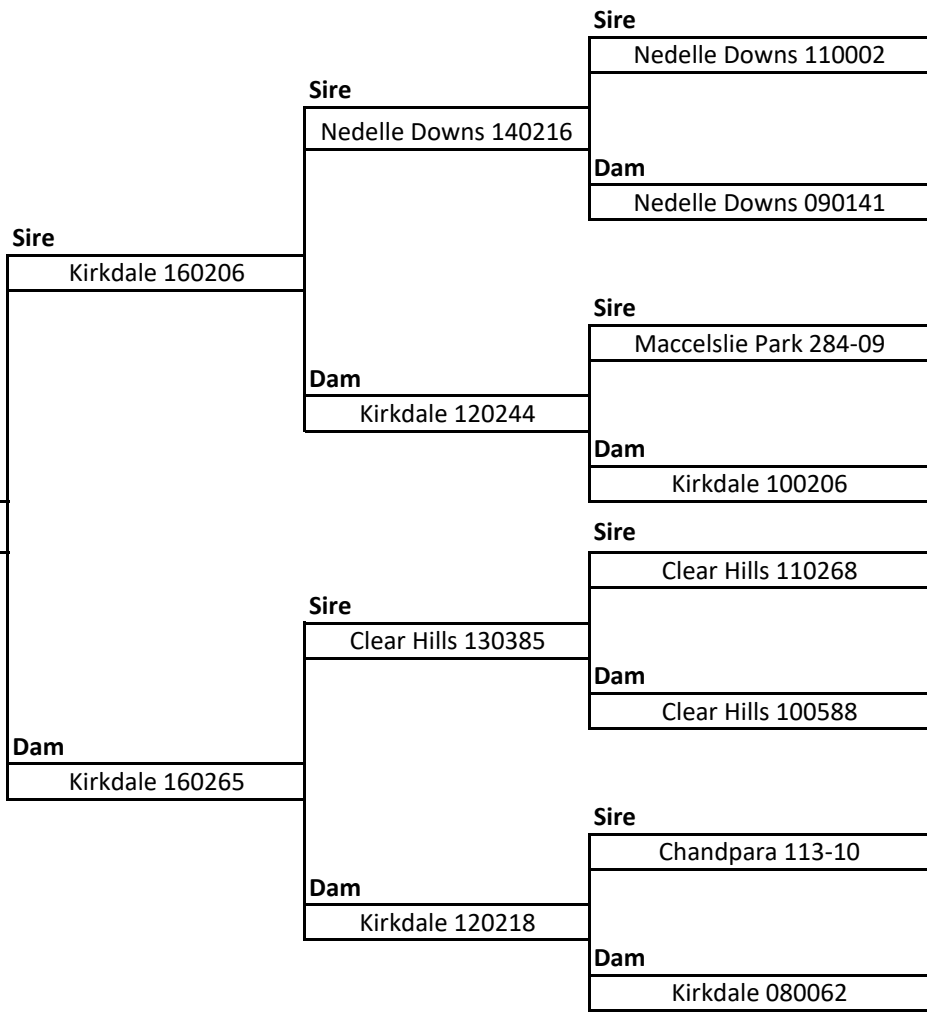 Sire
Nedelle Downs 110002
Sire
Nedelle Downs 140216
Dam
Nedelle Downs 090141
Sire
Kirkdale 160206
Sire
Maccelslie Park 284-09
Dam
Kirkdale 120244
Dam
Kirkdale 100206
Sire
Clear Hills 110268
Sire
Clear Hills 130385
Dam
Clear Hills 100588
Dam
Kirkdale 160265
Sire
Chandpara 113-10
Dam
Kirkdale 120218
Dam
Kirkdale 080062